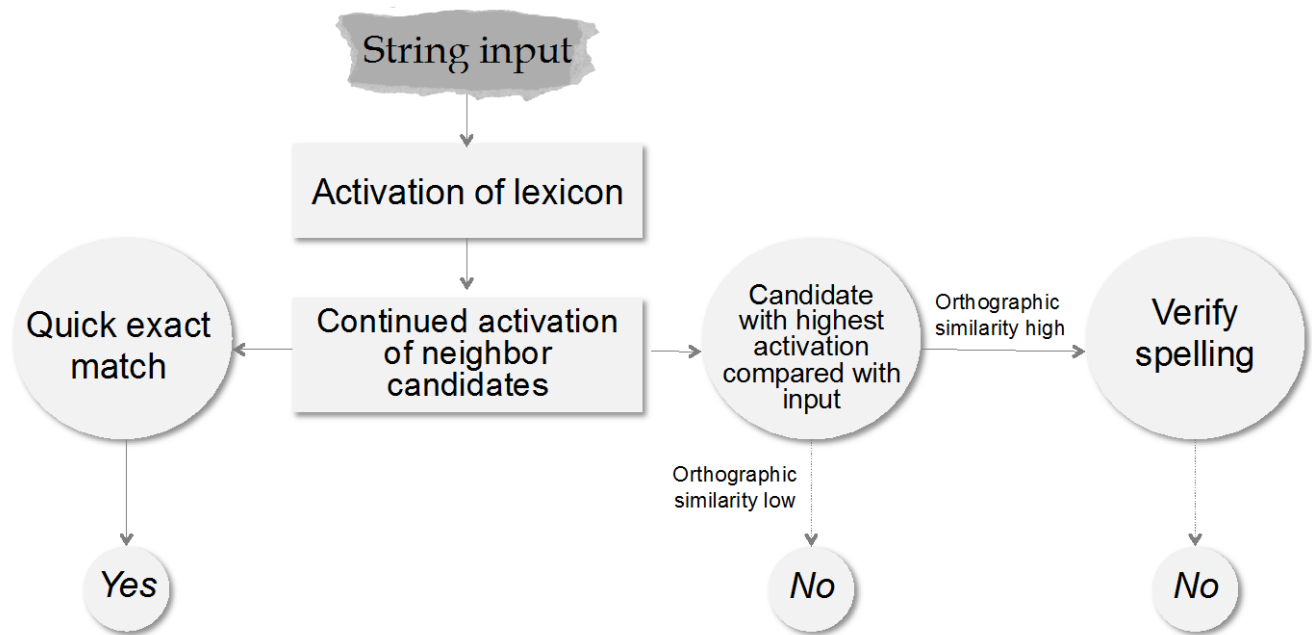 String input
Activation of lexicon
Quick exact
match
Continued activation
of neighbor
candidates
Candidate
with highest
activation
compared with
input
Orthographic
similarity high
Verify
spelling
Orthographic
similarity low
Yes
No
No